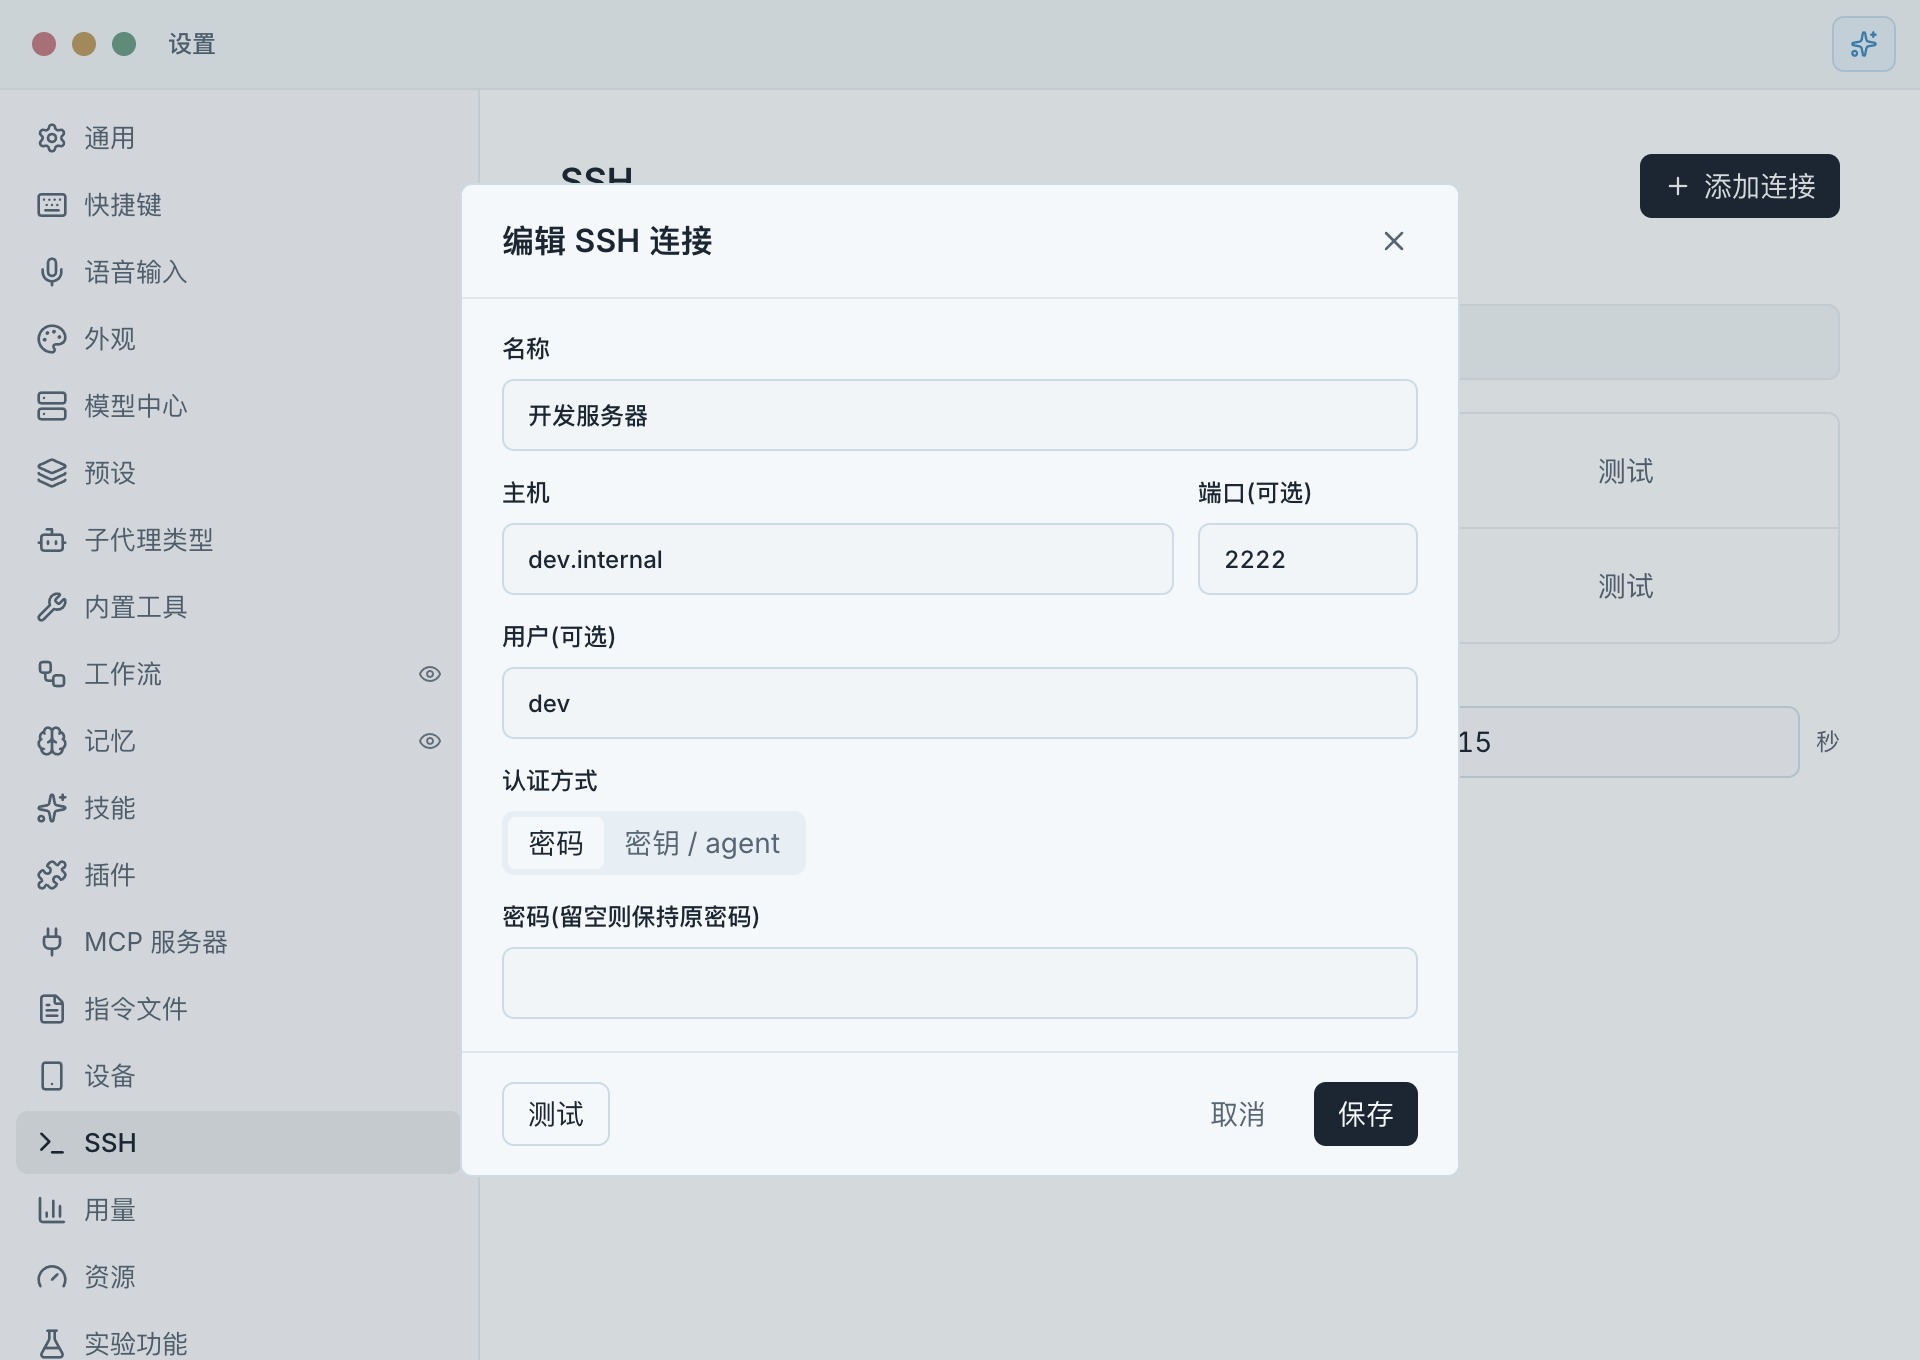 设置
通用
快捷键
语音输入
外观
模型中心
预设
子代理类型
内置工具
工作流
记忆
技能
插件
MCP 服务器
指令文件
设备
SSH
用量
资源
实验功能
SSH
添加连接
测试
测试
15
秒
编辑 SSH 连接
名称
开发服务器
主机
端口(可选)
dev.internal
2222
用户(可选)
dev
认证方式
密码
密钥 / agent
密码(留空则保持原密码)
测试
取消
保存